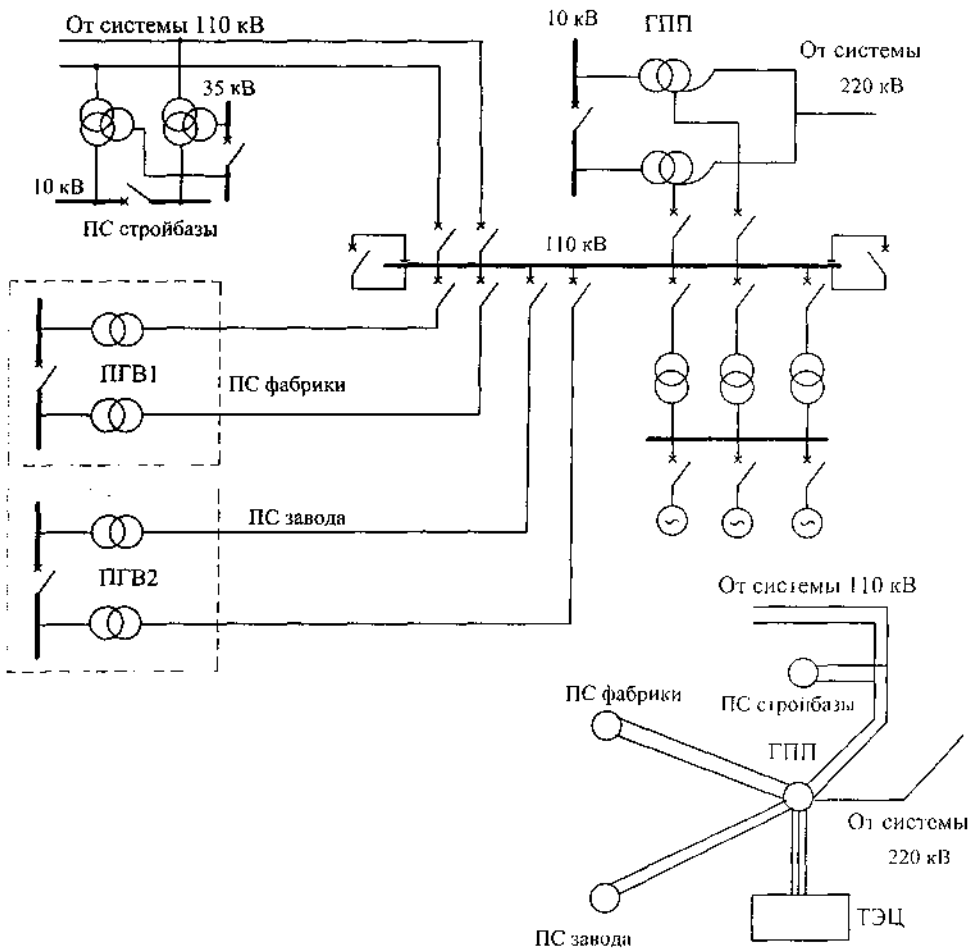 От системы 110 кВ
10 кВ
ГПП
От системы
220 кВ
35 кВ
10 кВ
ПС стройбазы
110 кВ
ПГВ1
ПС фабрики
ПС завода
ПГВ2
От системы 110 кВ
ПС фабрики
ПС стройбазы
ГПП
От системы
220 кВ
ТЭЦ
ПС завода